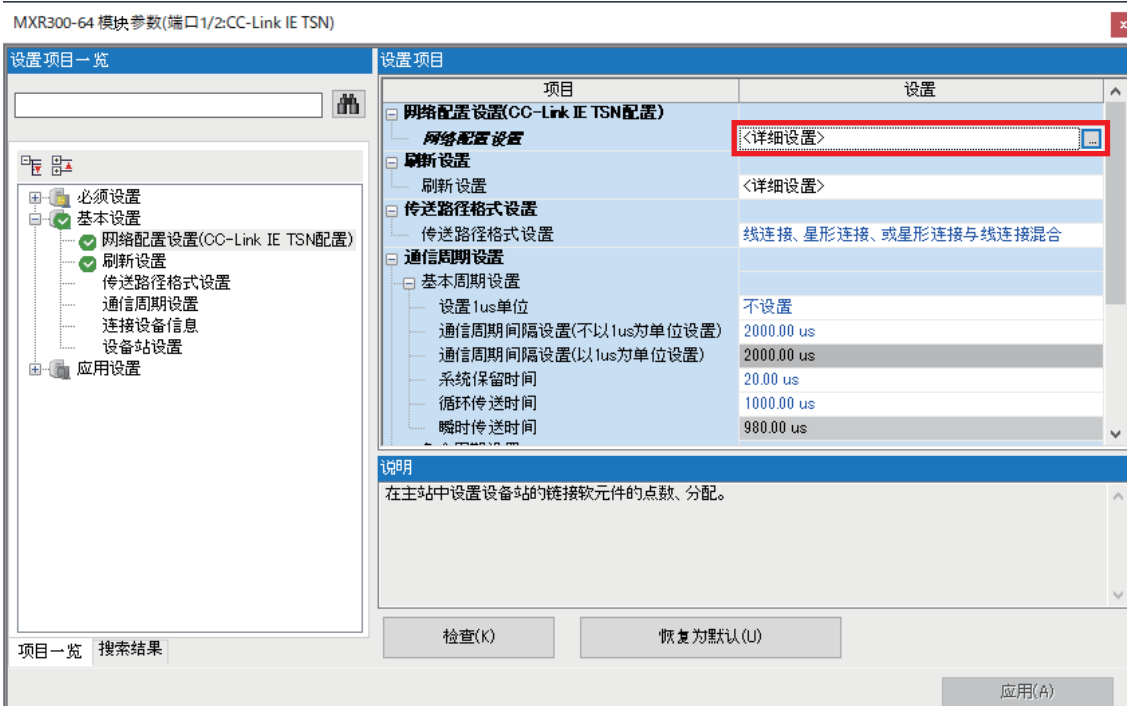 MXR300-64 模块参数(端口1/2:CC-Link IE TSN)
x
设置项目一览
必须设置
基本设置
网络配置设置(CC-Link IE TSN配置)
刷新设置
传送路径格式设置
通信周期设置
连接设备信息
设备站设置
应用设置
项目一览 搜索结果
设置项目
项目 设置
网络配置设置(CC-Link IE TSN配置)
网络配置设置 <详细设置> ...
刷新设置
刷新设置 <详细设置>
传送路径格式设置
传送路径格式设置 线连接、星形连接、或星形连接与线连接混合
通信周期设置
基本周期设置
设置1us单位 不设置
通信周期间隔设置(不以1us为单位设置) 2000.00 us
通信周期间隔设置(以1us为单位设置) 2000.00 us
系统保留时间 20.00 us
循环传送时间 1000.00 us
瞬时传送时间 980.00 us
说明
在主站中设置设备站的链接软元件的点数、分配。
检查(K) 恢复为默认(U)
应用(A)